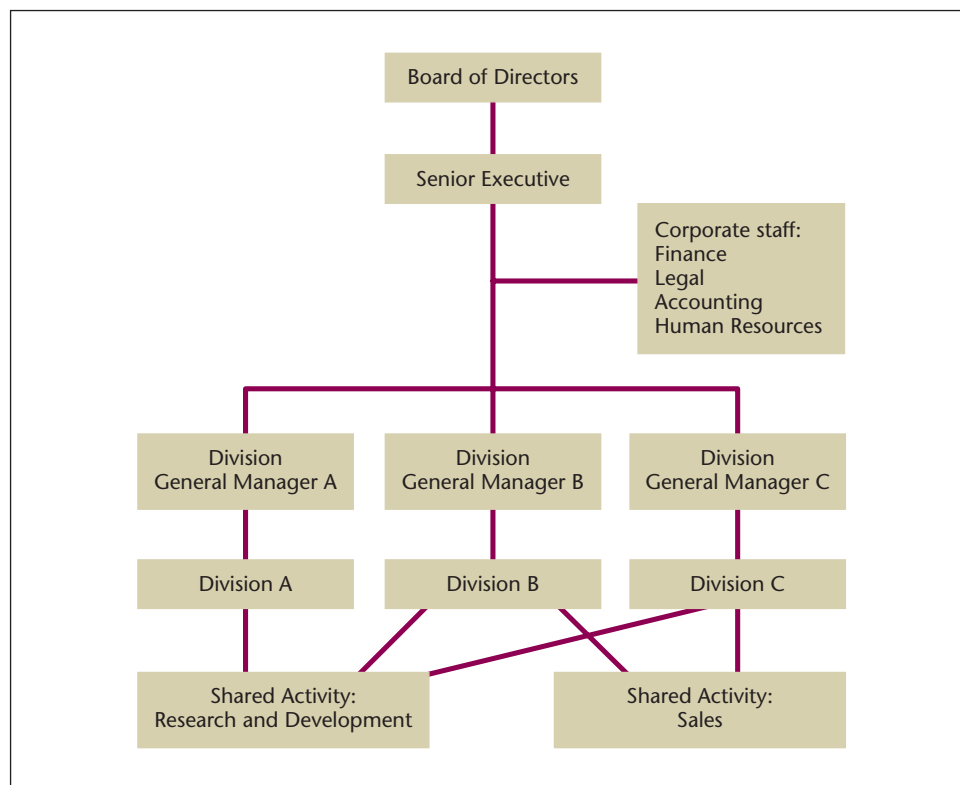 Board of Directors
Senior Executive
Corporate staff:
Finance
Legal
Accounting
Human Resources
Division
General Manager A
Division
General Manager B
Division
General Manager C
Division A
Division B
Division C
Shared Activity:
Research and Development
Shared Activity:
Sales